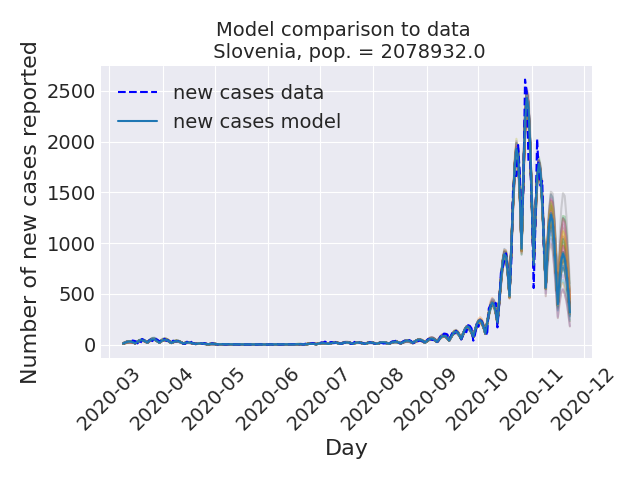 Model comparison to data
Slovenia, pop. = 2078932.0
Number of new cases reported
2500
2000
1500
1000
500
0
new cases data
new cases model
2020-03
2020-04
2020-05
2020-06
2020-07
2020-08
2020-09
2020-10
2020-11
2020-12
Day